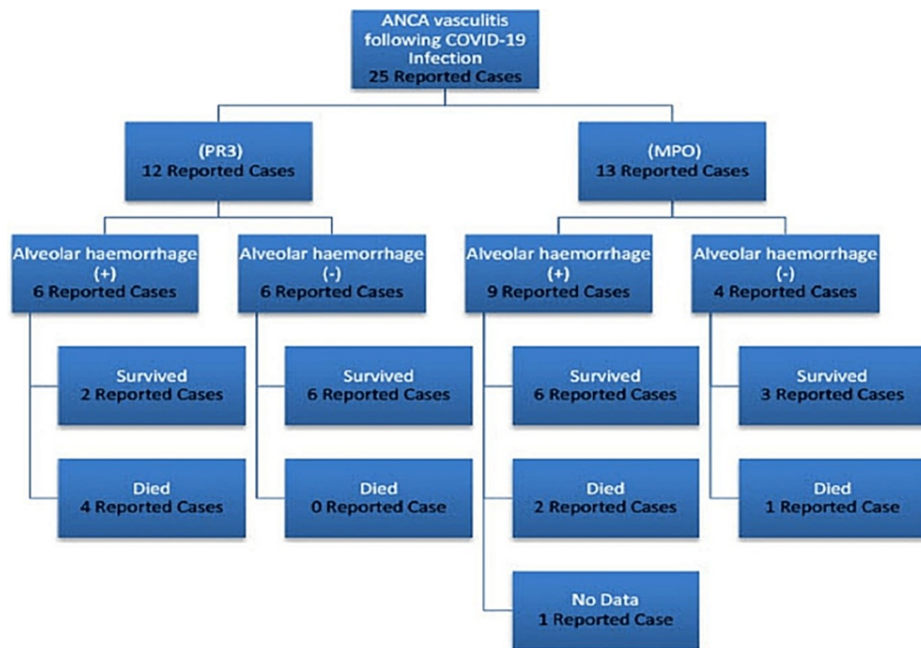 ANCA vasculitis
following COVID-19
Infection
25 Reported Cases
(PR3)
12 Reported Cases
(MPO)
13 Reported Cases
Alveolar haemorrhage
(+)
6 Reported Cases
Alveolar haemorrhage
(-)
6 Reported Cases
Alveolar haemorrhage
(+)
9 Reported Cases
Alveolar haemorrhage
(-)
4 Reported Cases
Survived
2 Reported Cases
Survived
6 Reported Cases
Survived
6 Reported Cases
Survived
3 Reported Cases
Died
4 Reported Cases
Died
0 Reported Case
Died
2 Reported Cases
Died
1 Reported Case
No Data
1 Reported Case